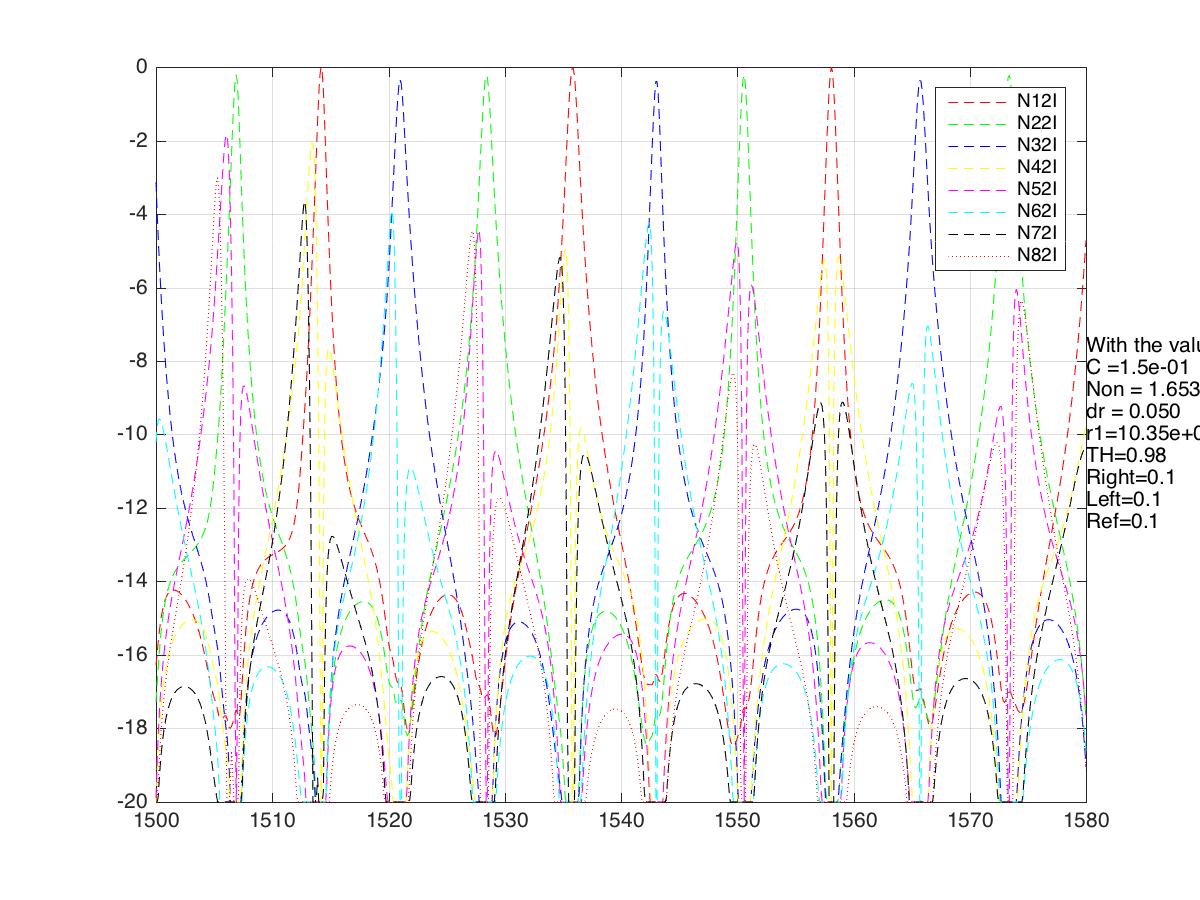 0
-2
-4
-6
-8
-10
-12
-14
-16
-18
-20
1500
1510
1520
1530
1540
1550
1560
1570
1580
N12I
N22I
N32I
N42I
N52I
N62I
N72I
N82I
With the
C =1.5e-01
Non = 1.653
dr = 0.050
r1=10.35e+0
TH=0.98
Right=0.1
Left=0.1
Ref=0.1